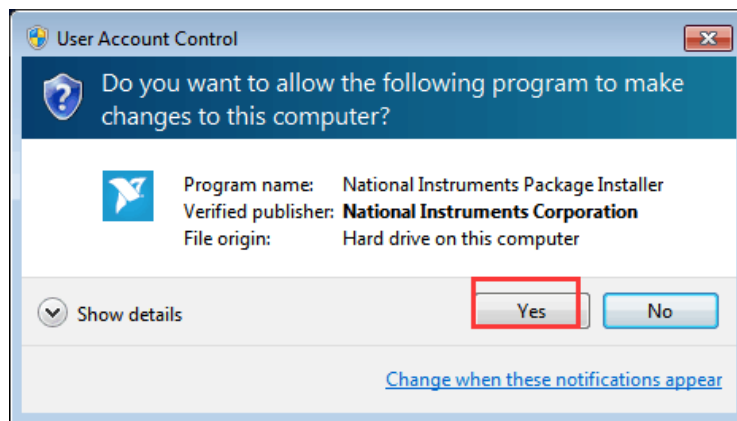 User Account Control
Do you want to allow the following program to make
changes to this computer?
Program name: National Instruments Package Installer
Verified publisher: National Instruments Corporation
File origin: Hard drive on this computer
Show details
Yes
No
Change when these notifications appear